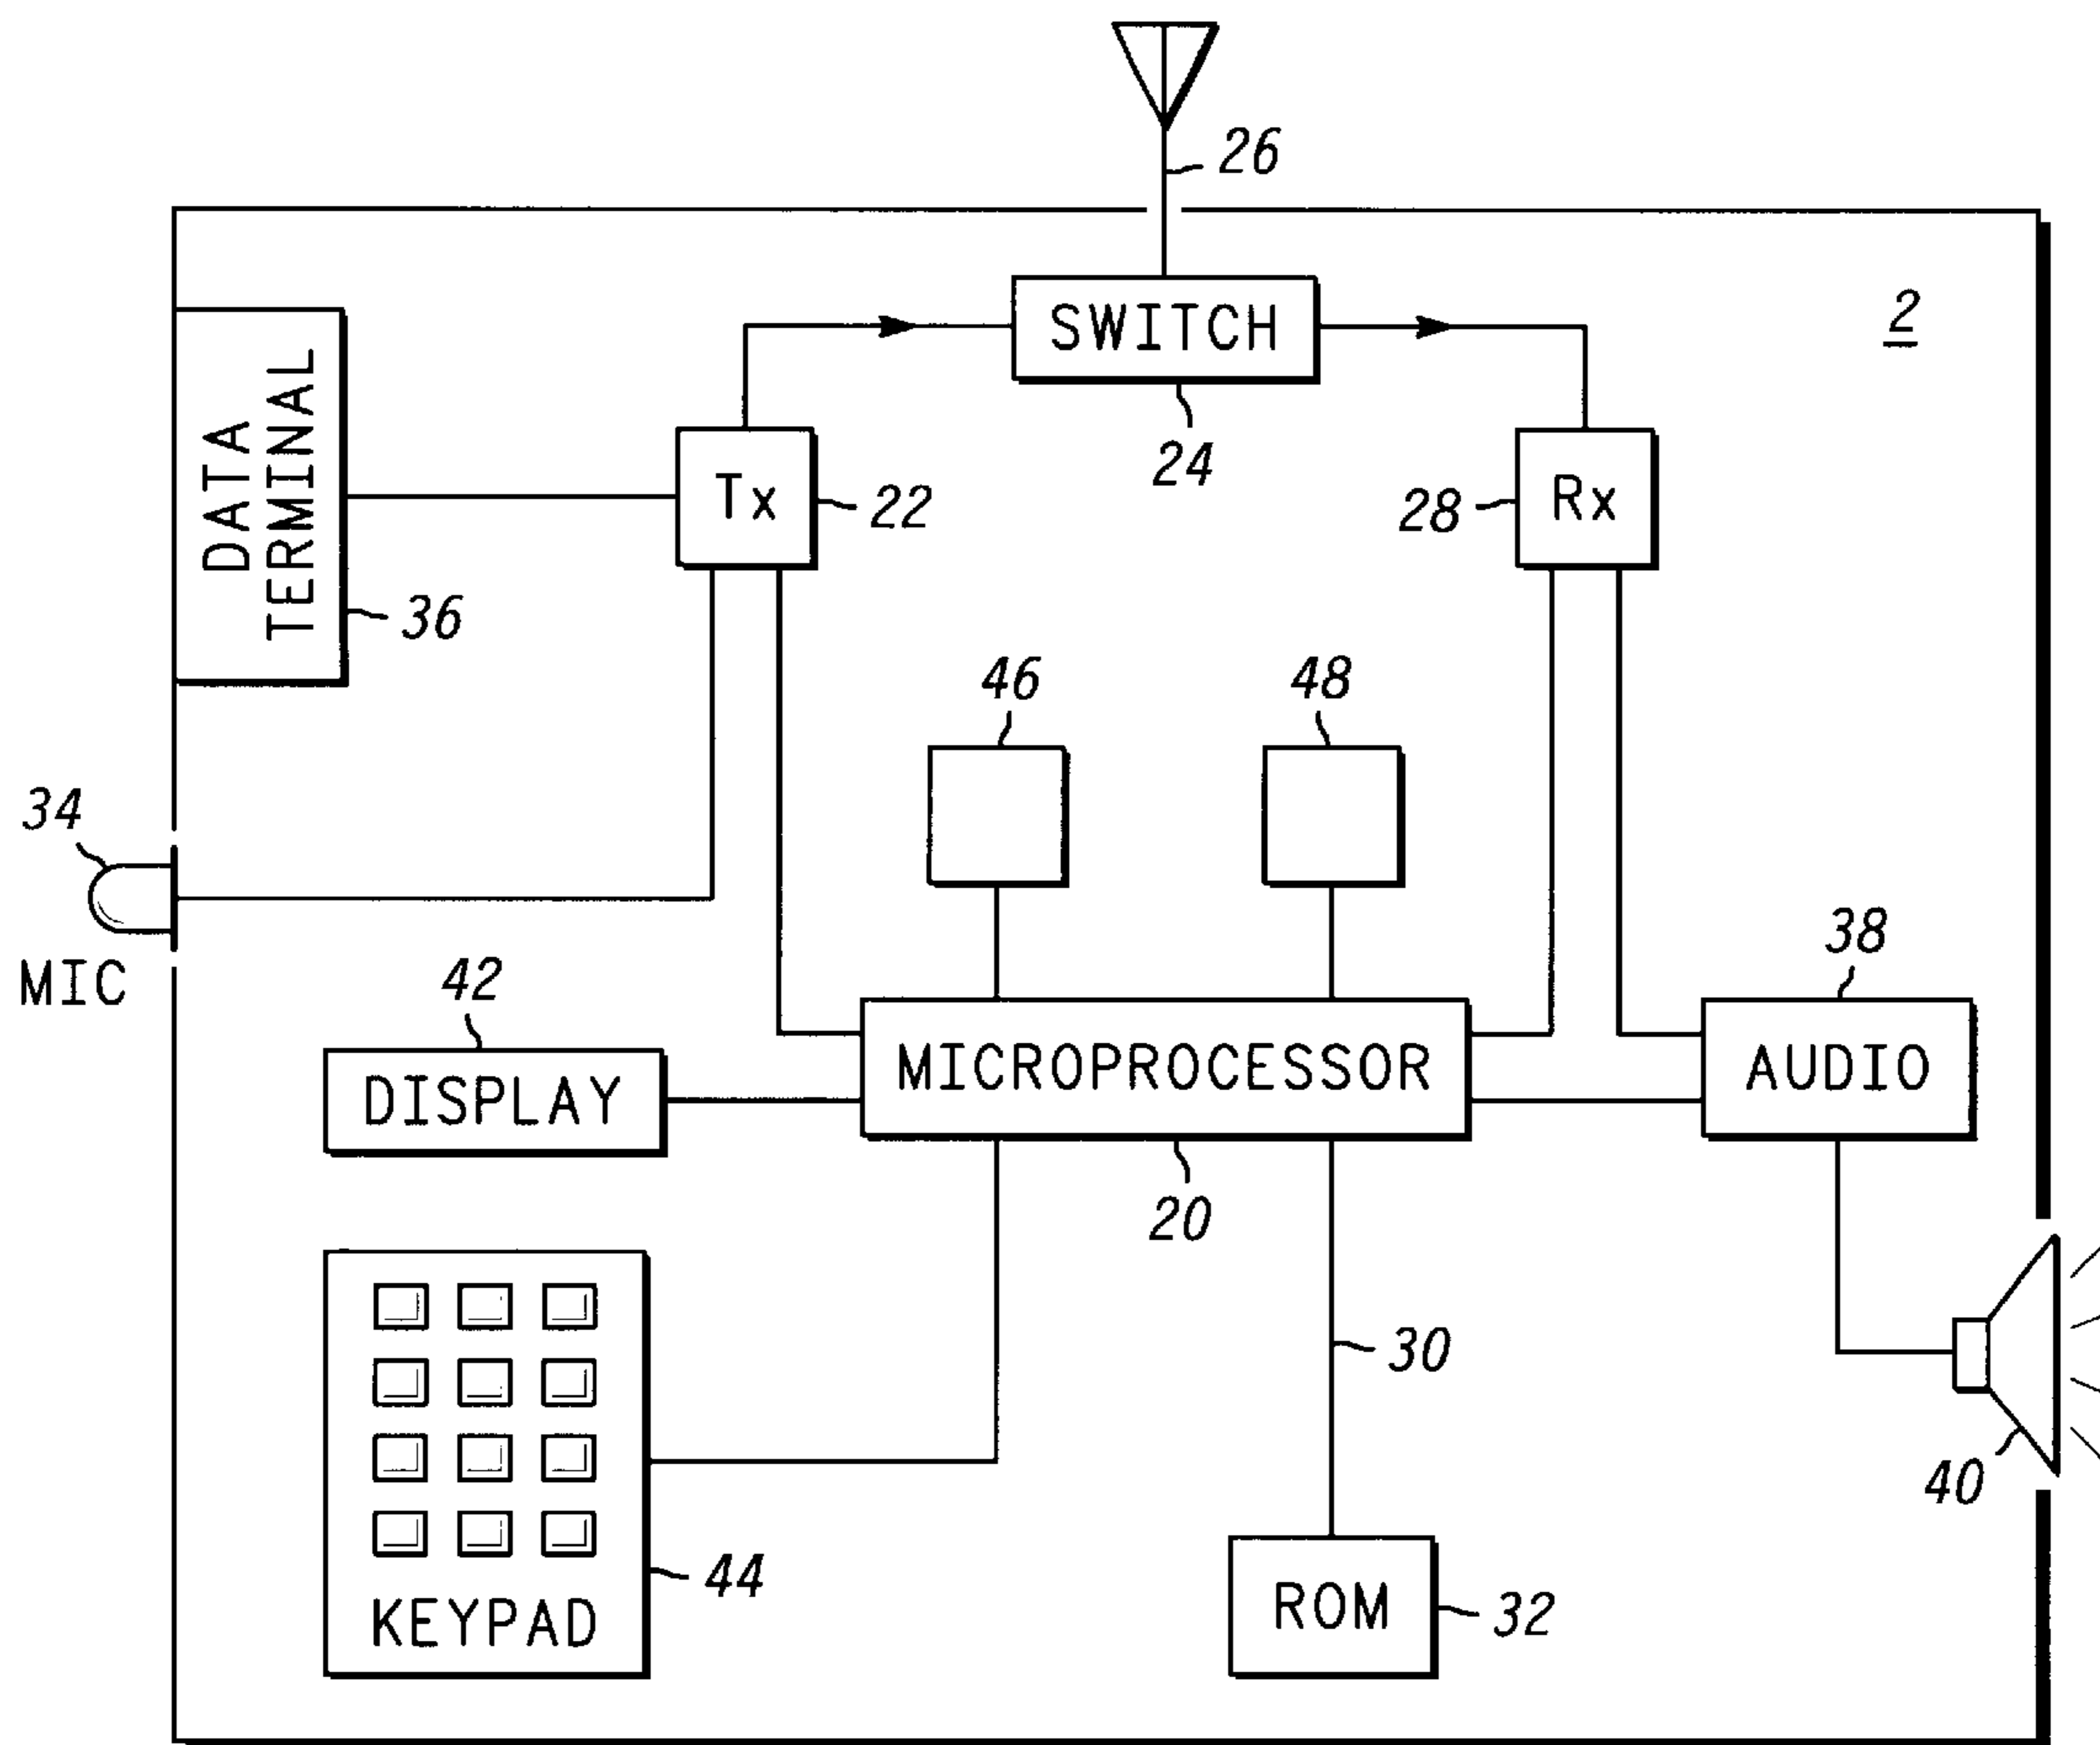 26
2
SWITCH
24
DATA
TERMINAL
Tx
22
28
Rx
36
46
48
34
MIC
38
42
DISPLAY
MICROPROCESSOR
AUDIO
20
30
40
44
KEYPAD
ROM
32